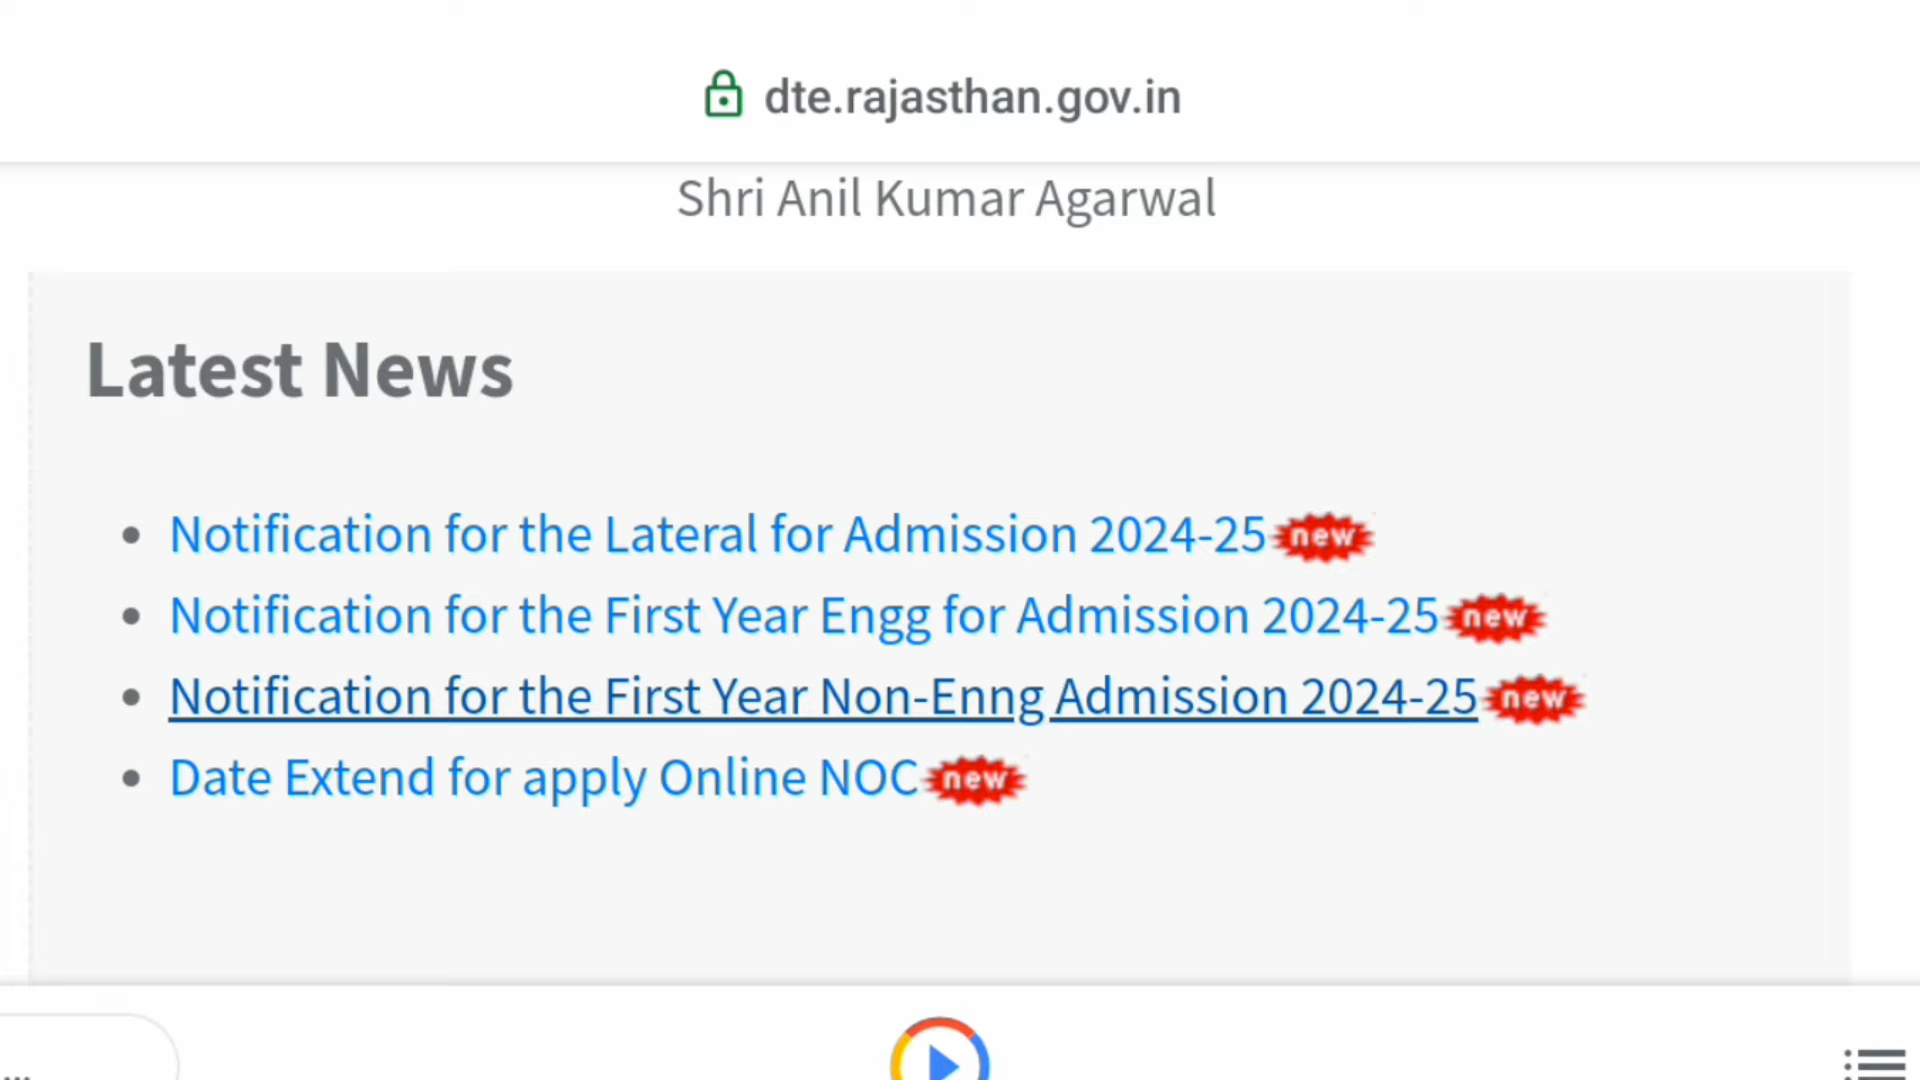 dte.rajasthan.gov.in
Shri Anil Kumar Agarwal
Latest News
Notification for the Lateral for Admission 2024-25 new
Notification for the First Year Engg for Admission 2024-25 new
Notification for the First Year Non-Enng Admission 2024-25 new
Date Extend for apply Online NOC new
...